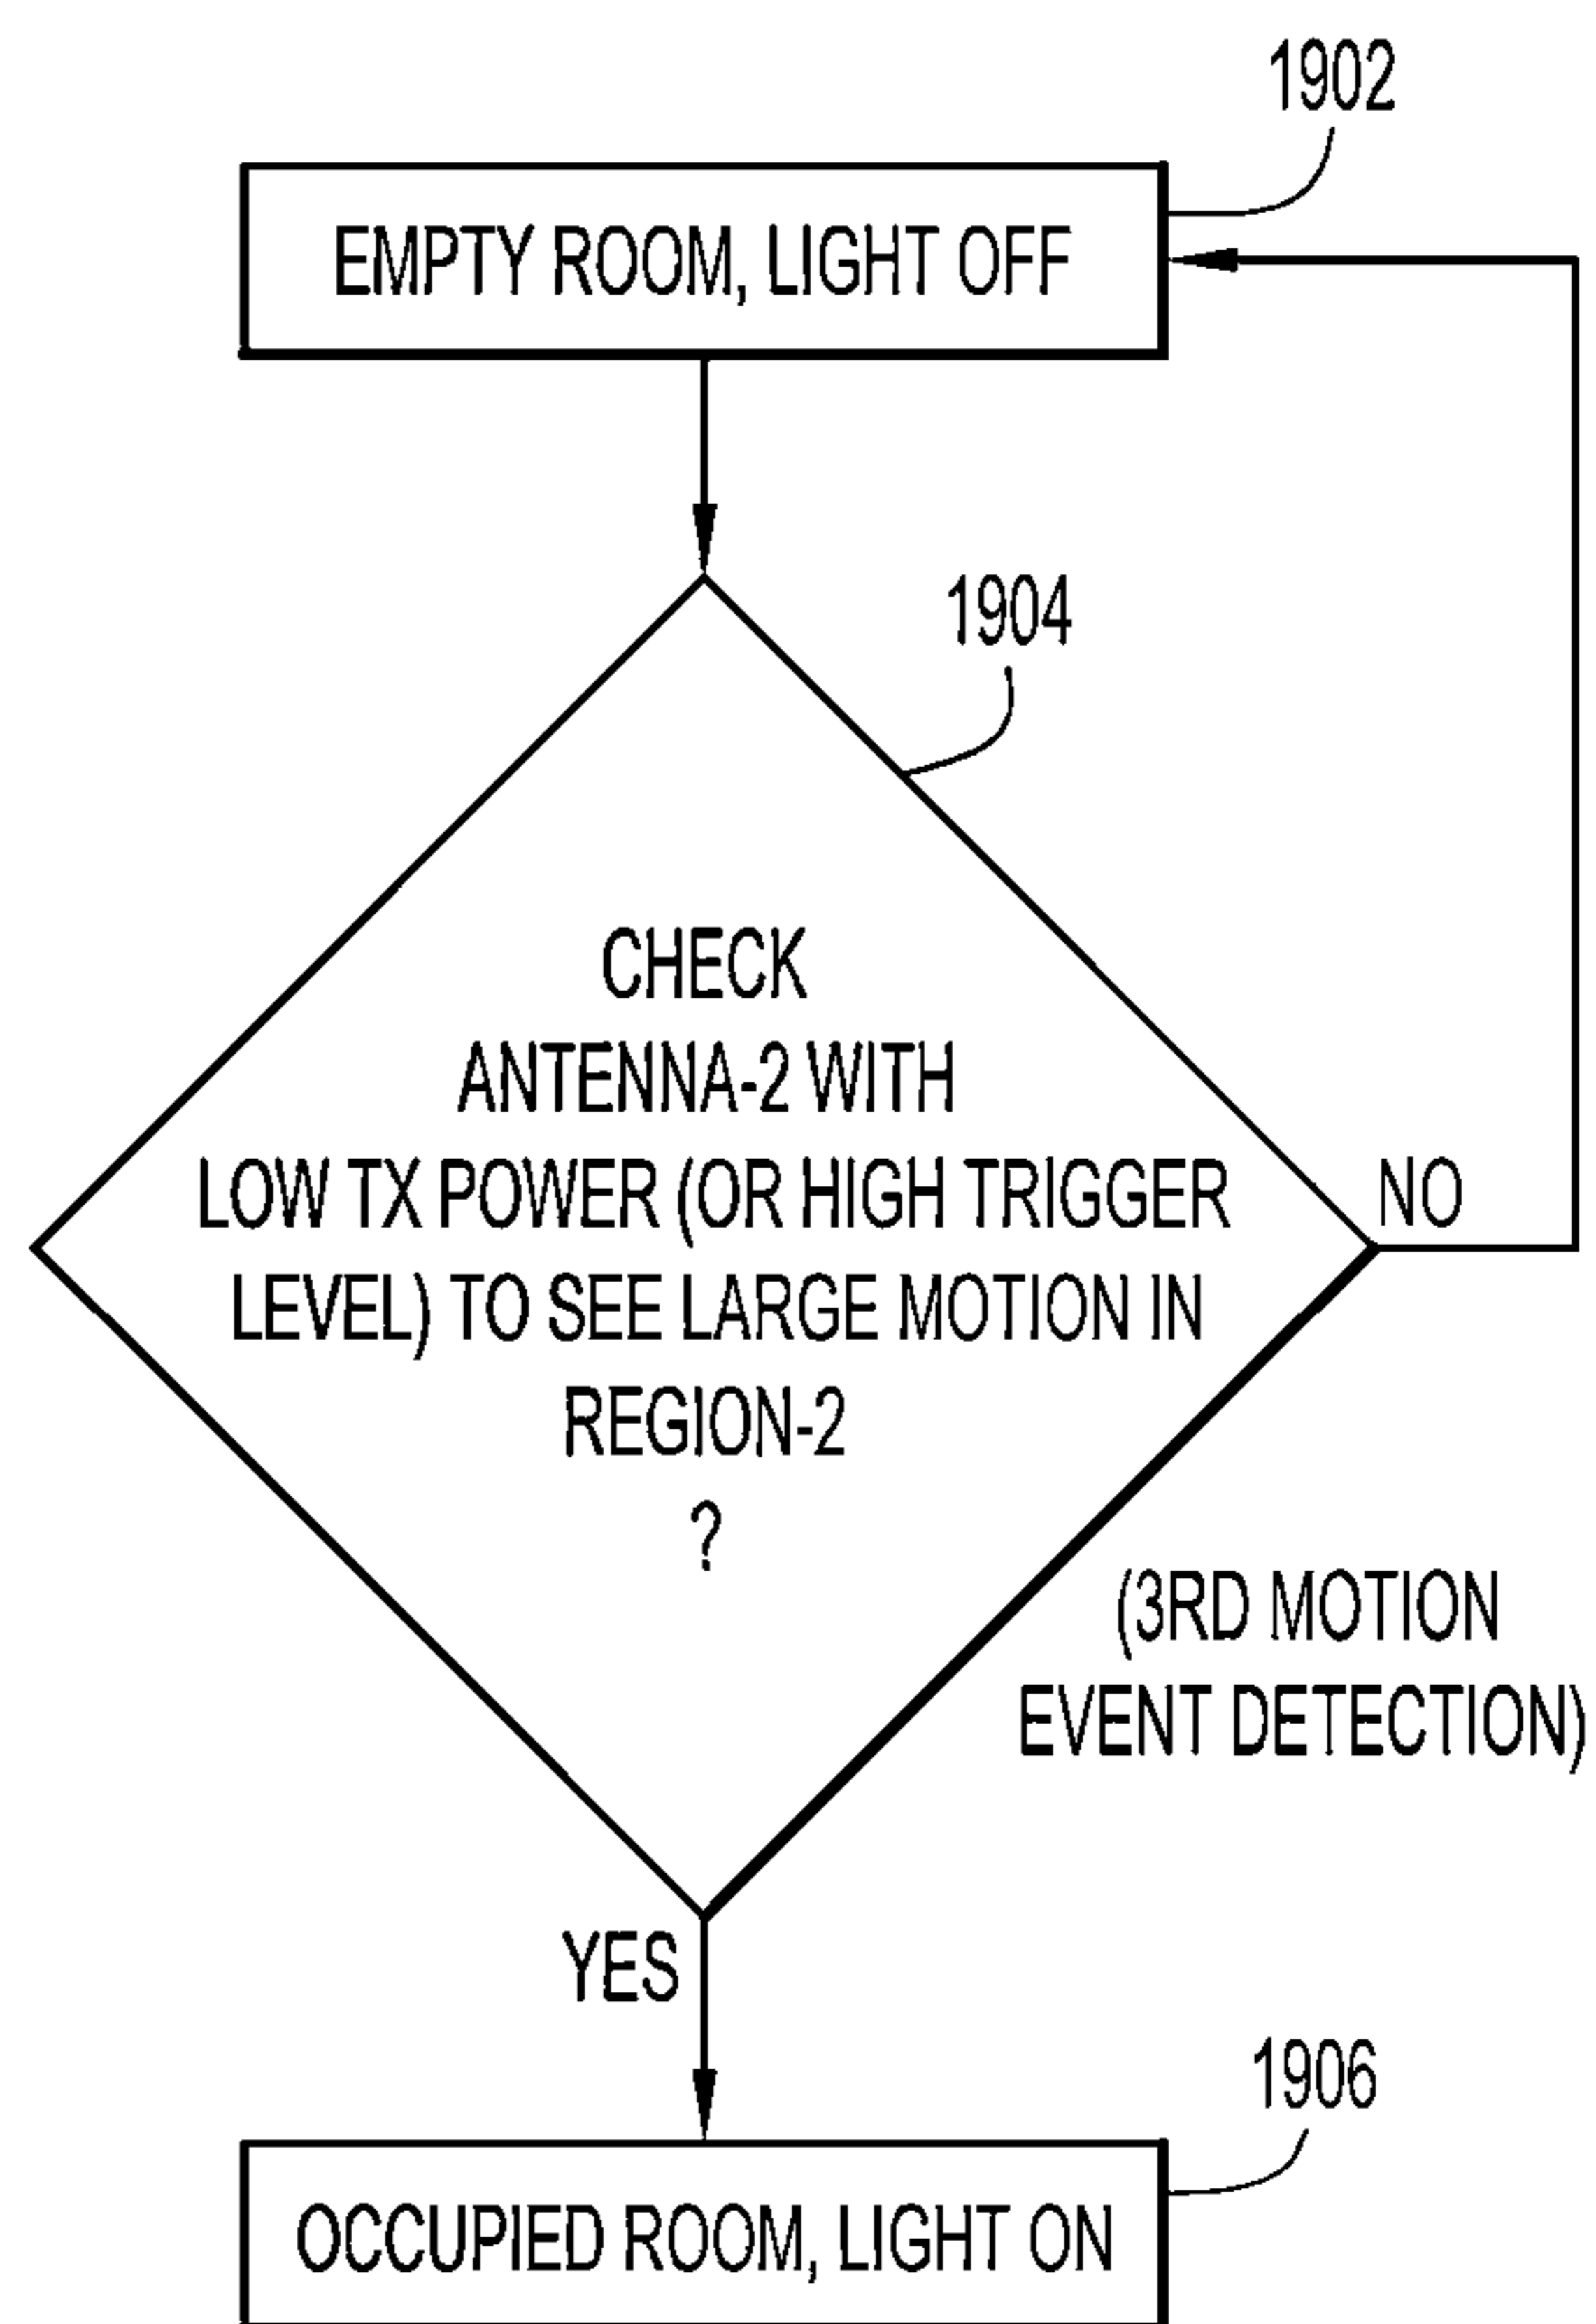 1902
EMPTY ROOM, LIGHT OFF
1904
CHECK
ANTENNA-2 WITH
LOW TX POWER (OR HIGH TRIGGER
LEVEL) TO SEE LARGE MOTION IN
REGION-2
?
NO
(3RD MOTION
EVENT DETECTION)
YES
1906
OCCUPIED ROOM, LIGHT ON